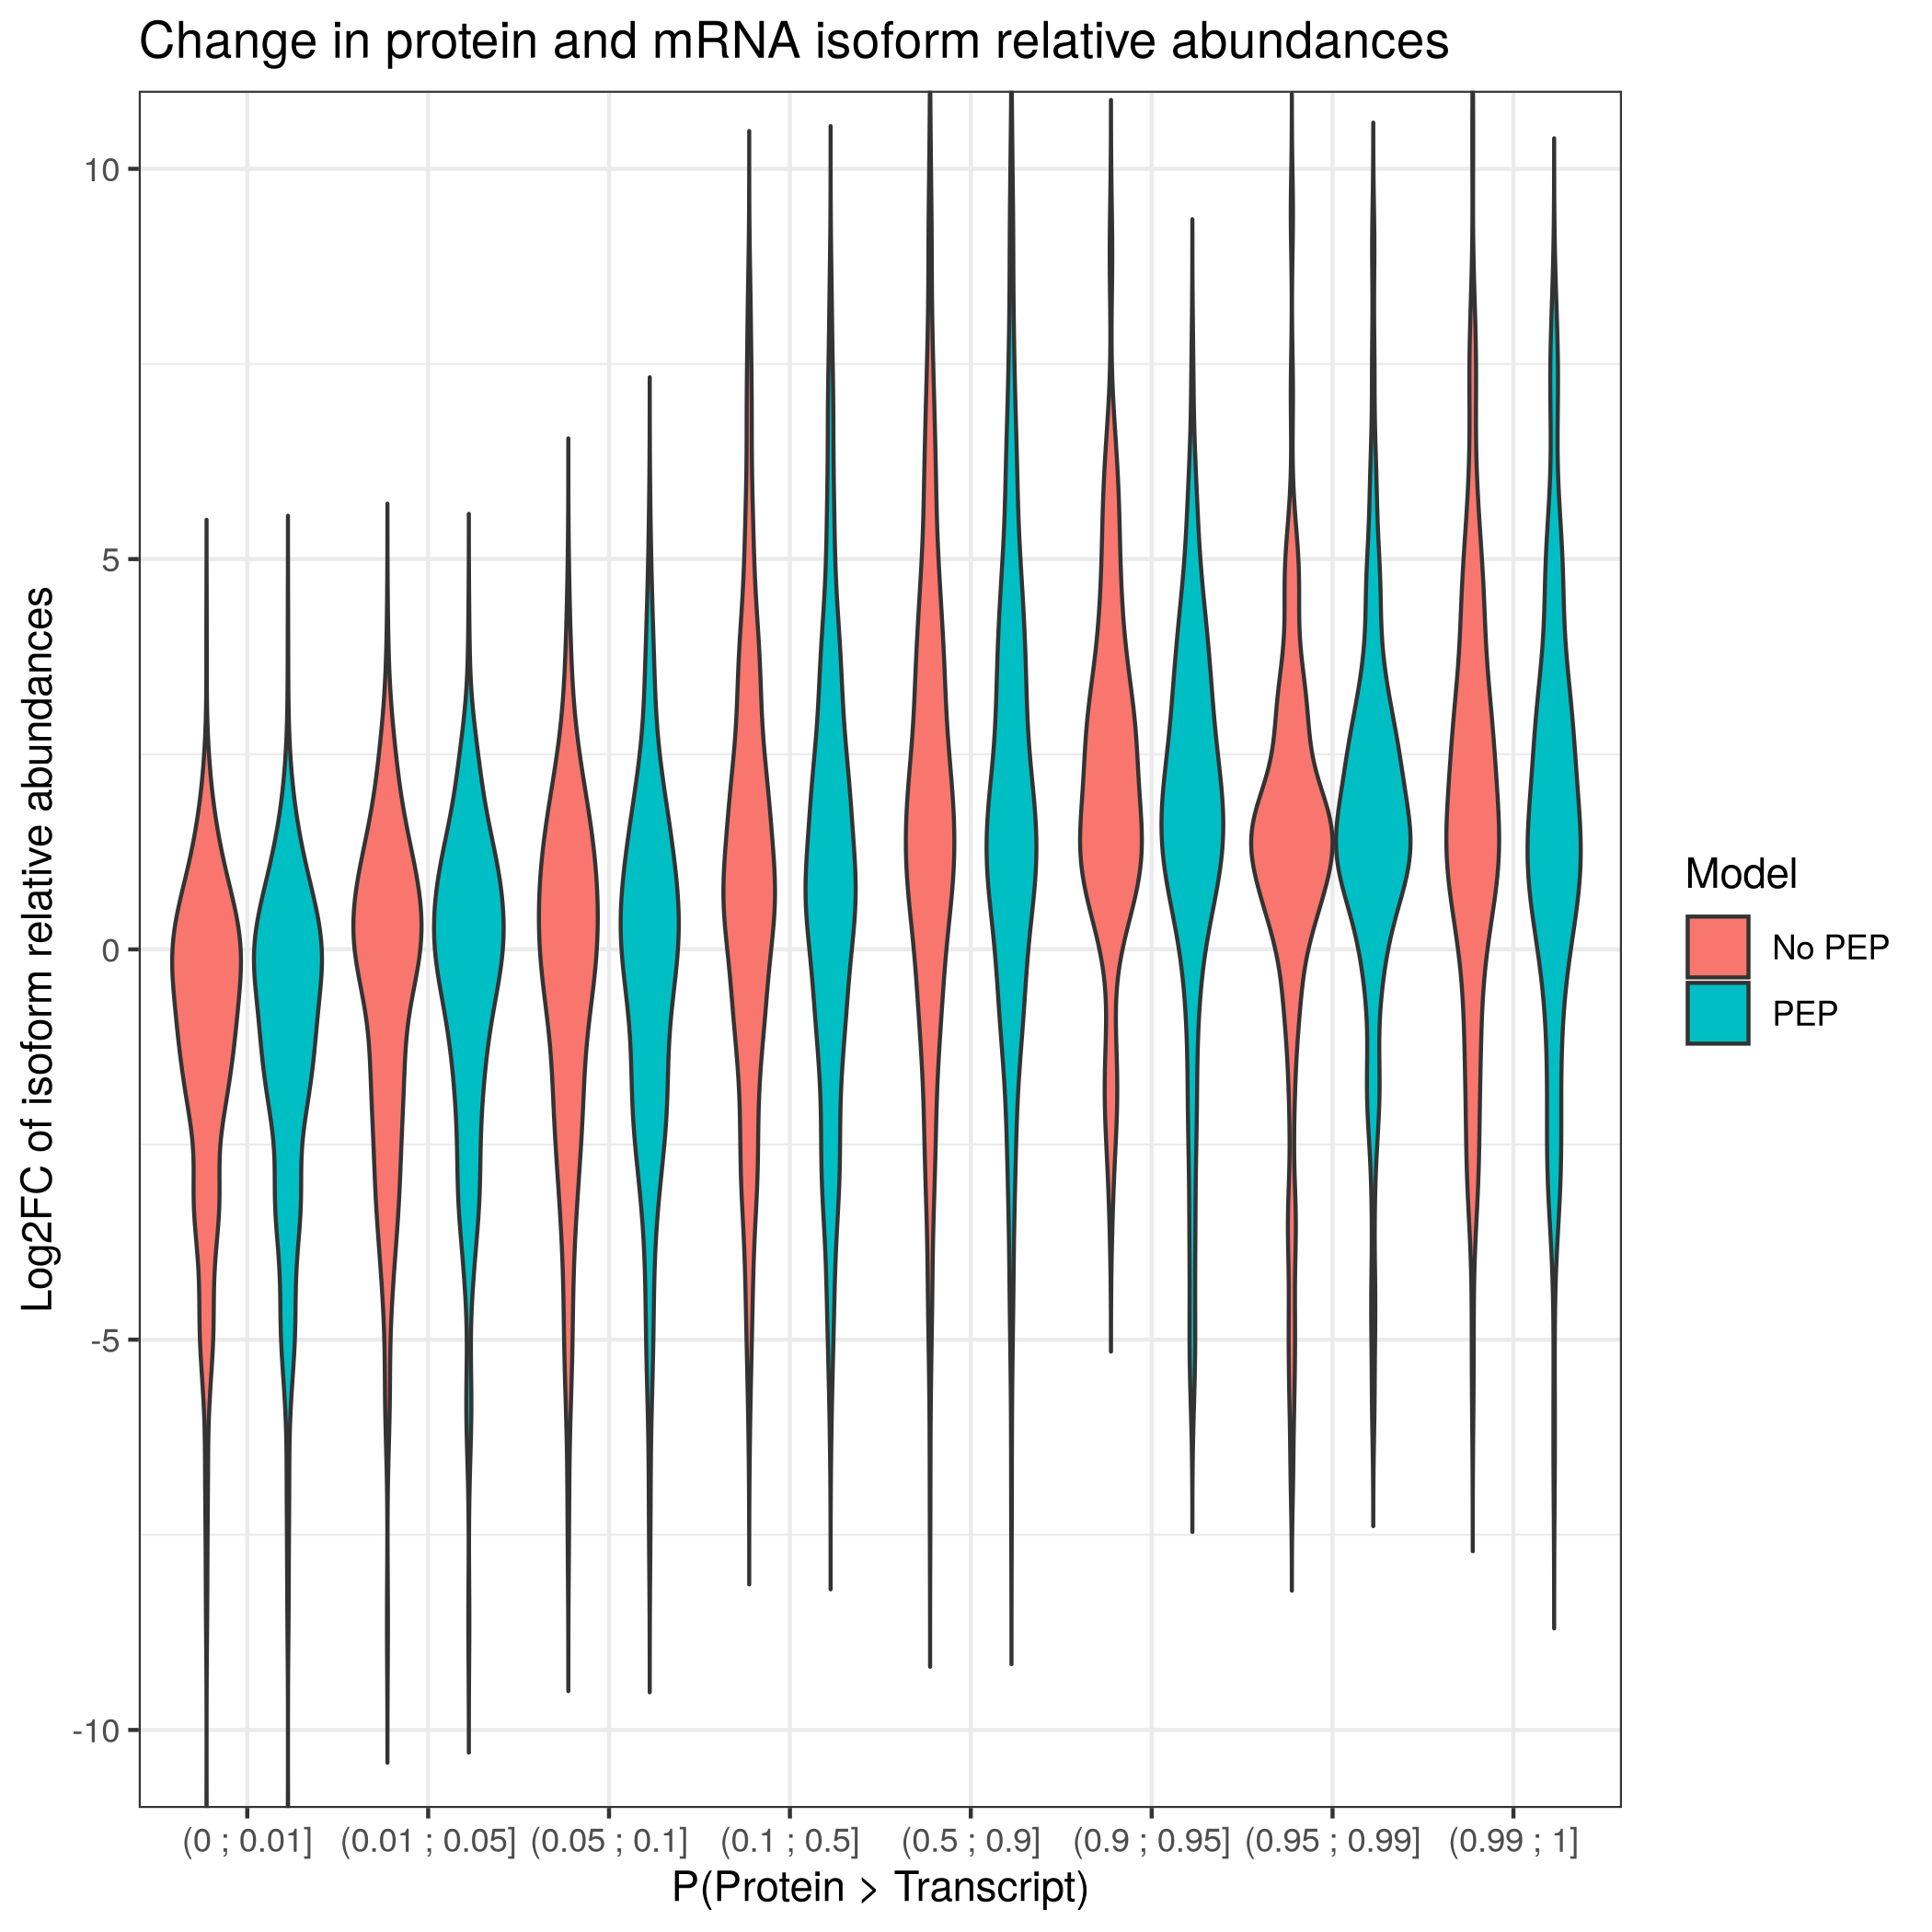 Change in protein and mRNA isoform relative abundances
Log2FC of isoform relative abundances
10
5
0
-5
-10
(0 ; 0.01]
(0.01 ; 0.05]
(0.05 ; 0.1]
(0.1 ; 0.5]
(0.5 ; 0.9]
(0.9 ; 0.95]
(0.95 ; 0.99]
(0.99 ; 1]
P(Protein > Transcript)
Model
No PEP
PEP